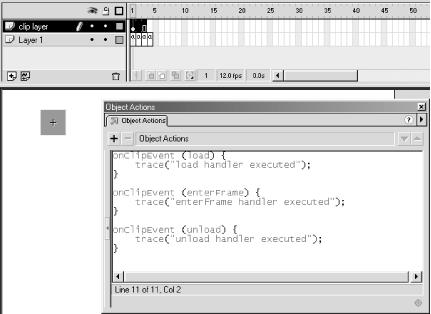 1 5 10 15 20 25 30 35 40 45 50
clip layer
Layer 1
a a a a
1 12.0 fps 0.0s
Object Actions
Object Actions
Object Actions
onClipEvent (load) {
trace("load handler executed");
}
onClipEvent (enterFrame) {
trace("enterFrame handler executed");
}
onClipEvent (unload) {
trace("unload handler executed");
}
Line 11 of 11, Col 2